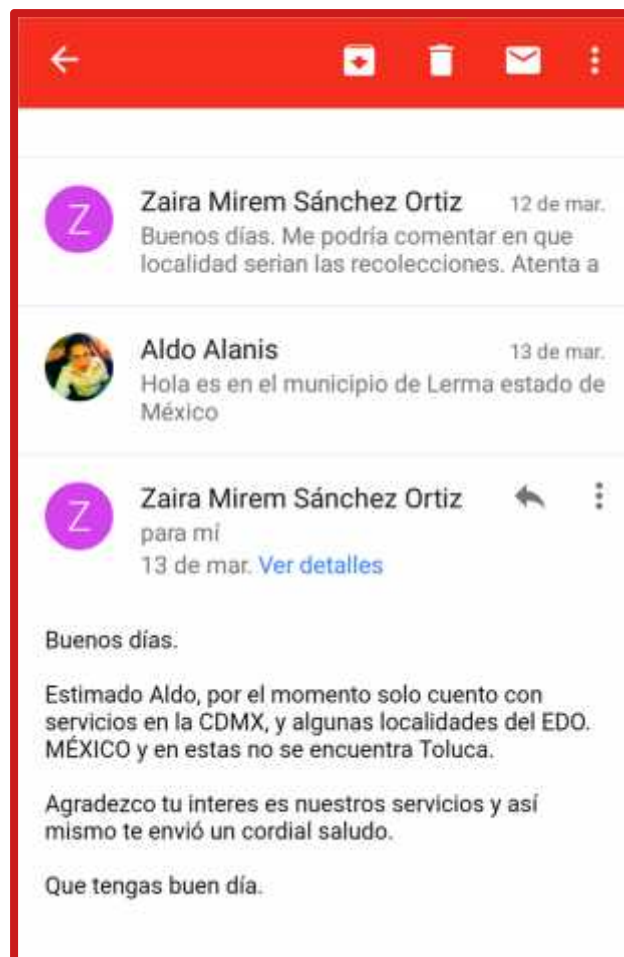 Z
Zaira Mirem Sánchez Ortiz 12 de mar.
Buenos días. Me podría comentar en que
localidad serian las recolecciones. Atenta a
Aldo Alanis 13 de mar.
Hola es en el municipio de Lerma estado de
México
Z
Zaira Mirem Sánchez Ortiz
para mí
13 de mar. Ver detalles
Buenos días.
Estimado Aldo, por el momento solo cuento con
servicios en la CDMX, y algunas localidades del EDO.
MÉXICO y en estas no se encuentra Toluca.
Agradezco tu interes es nuestros servicios y así
mismo te envió un cordial saludo.
Que tengas buen día.